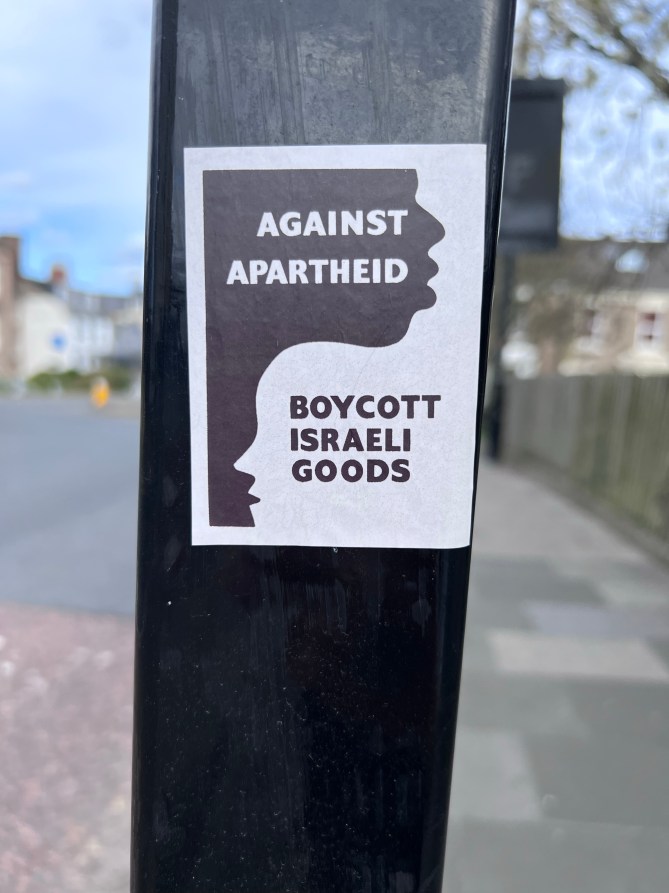 AGAINST
APARTHEID
BOYCOTT
ISRAELI
GOODS